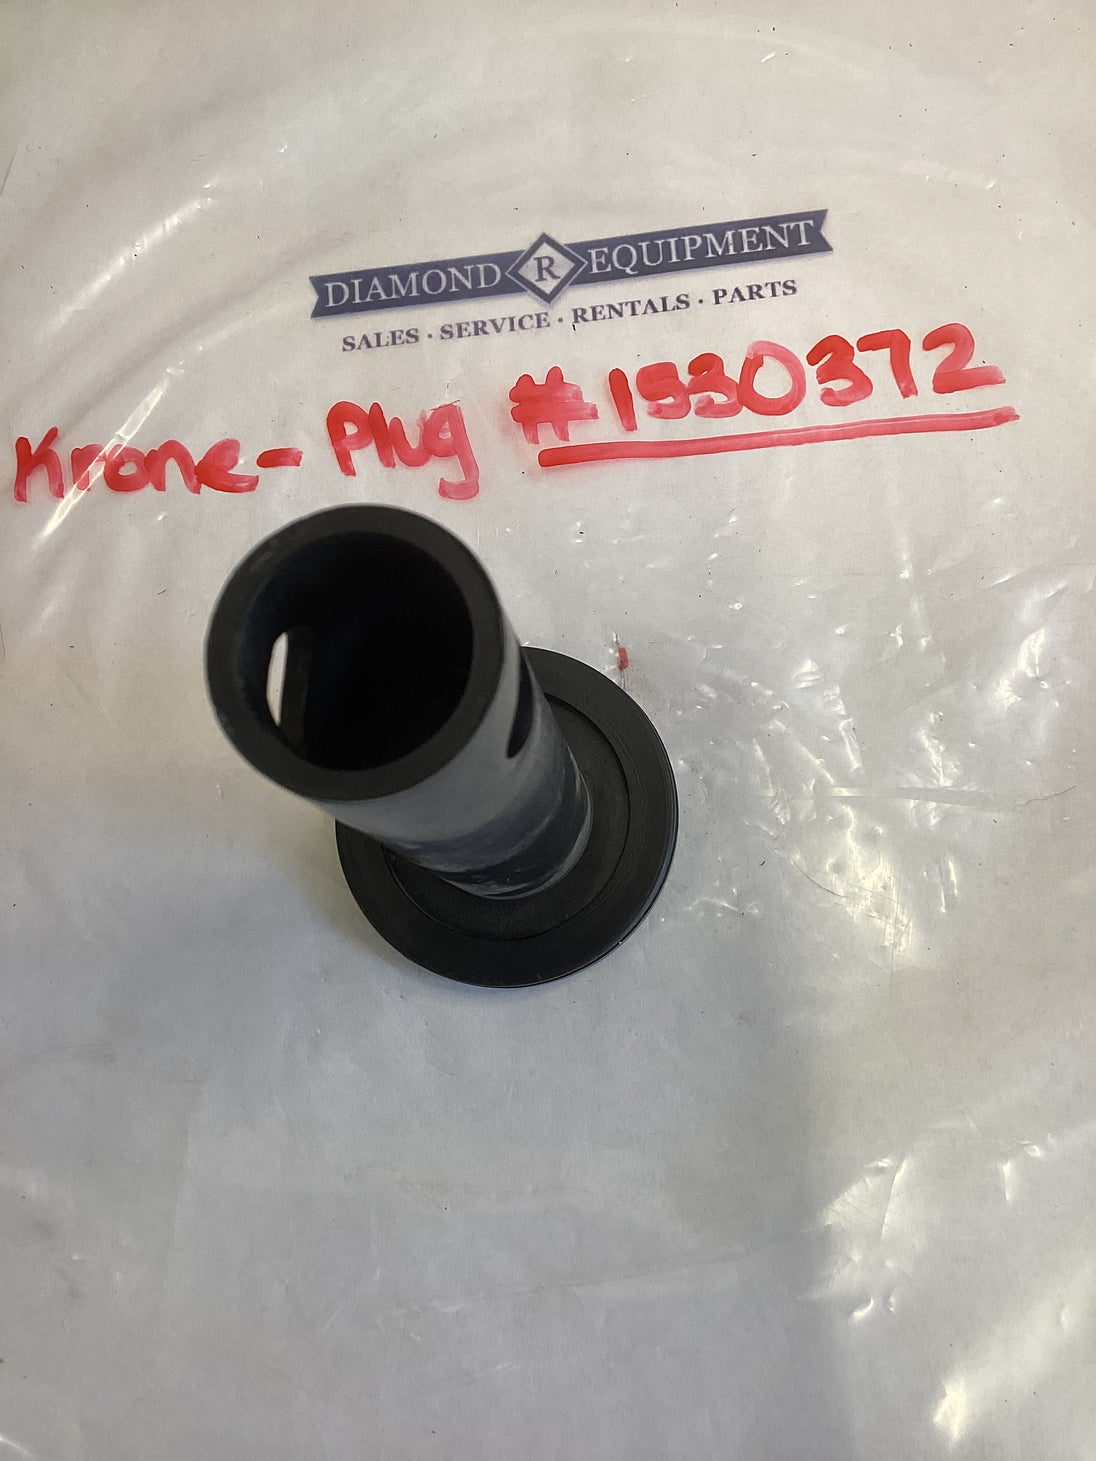 DIAMOND R EQUIPMENT
SALES · SERVICE · RENTALS · PARTS
Krone - Plug #1530372